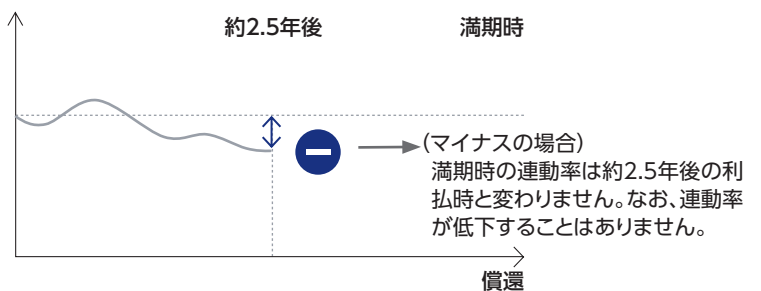 約2.5年後 満期時
(マイナスの場合)
満期時の連動率は約2.5年後の利
払時と変わりません。なお、連動率
が低下することはありません。
償還